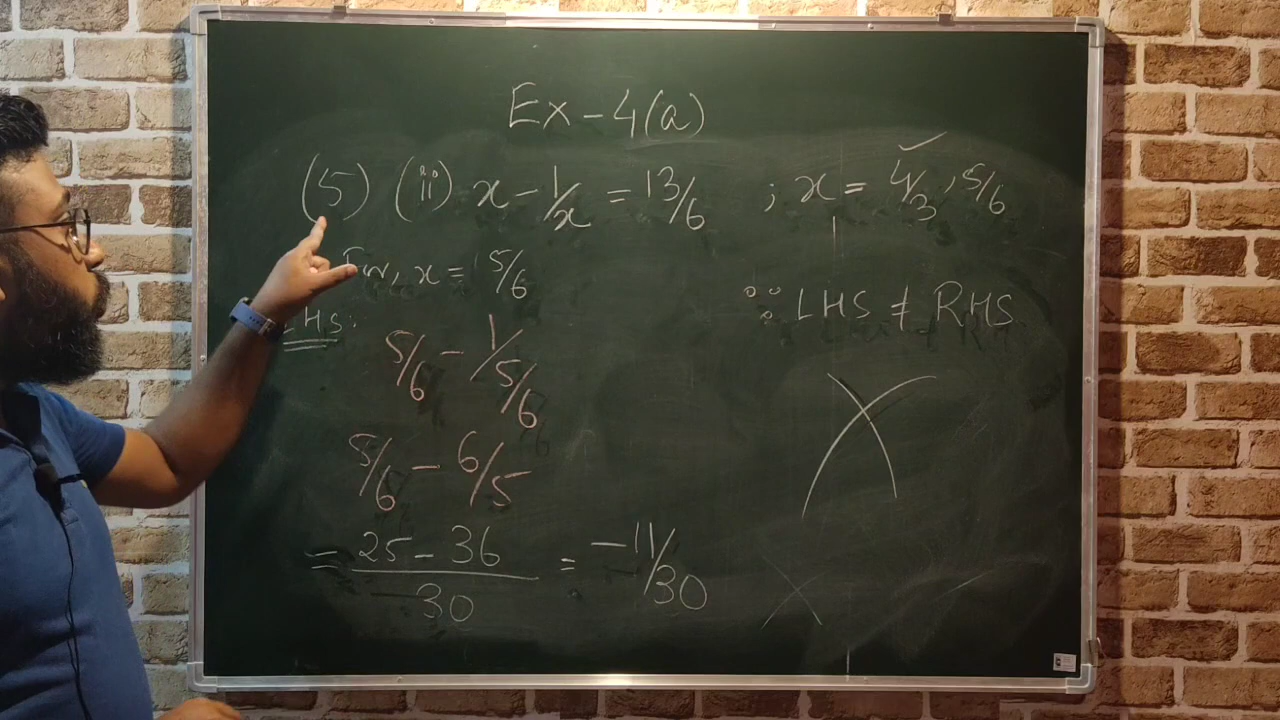 Ex - 4(a)
(5) (ii) x - 1/x = 13/6 ; x = 4/3, 5/6
For, x = 5/6
LHS:
∴ LHS ≠ RHS
5/6 - 1/5/6
5/6 - 6/5
= 25 - 36 / 30 = -11/30